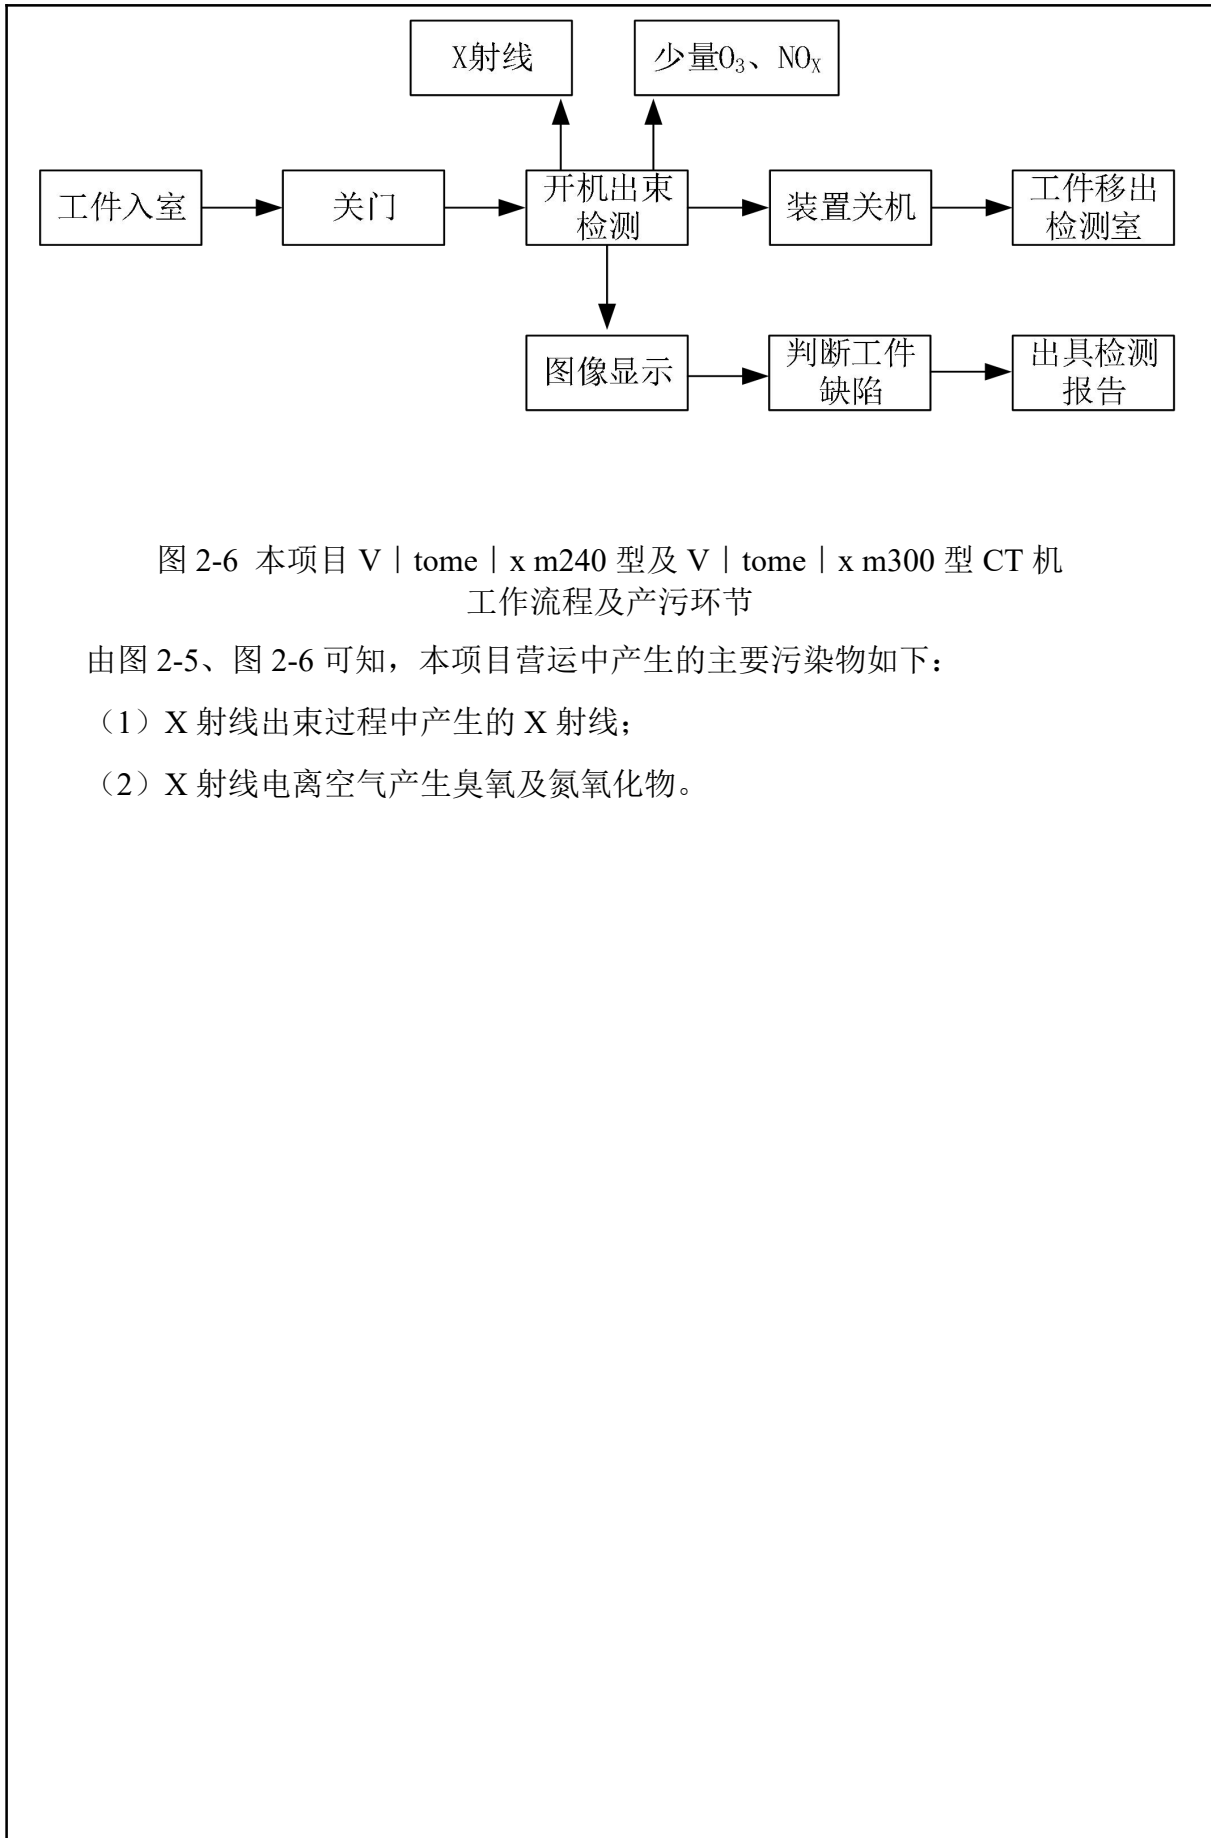 X射线
少量O₃、NOₓ
工件入室
关门
开机出束
检测
装置关机
工件移出
检测室
图像显示
判断工件
缺陷
出具检测
报告
图 2-6 本项目 V｜tome｜x m240 型及 V｜tome｜x m300 型 CT 机
工作流程及产污环节
由图 2-5、图 2-6 可知，本项目营运中产生的主要污染物如下：
（1）X 射线出束过程中产生的 X 射线；
（2）X 射线电离空气产生臭氧及氮氧化物。